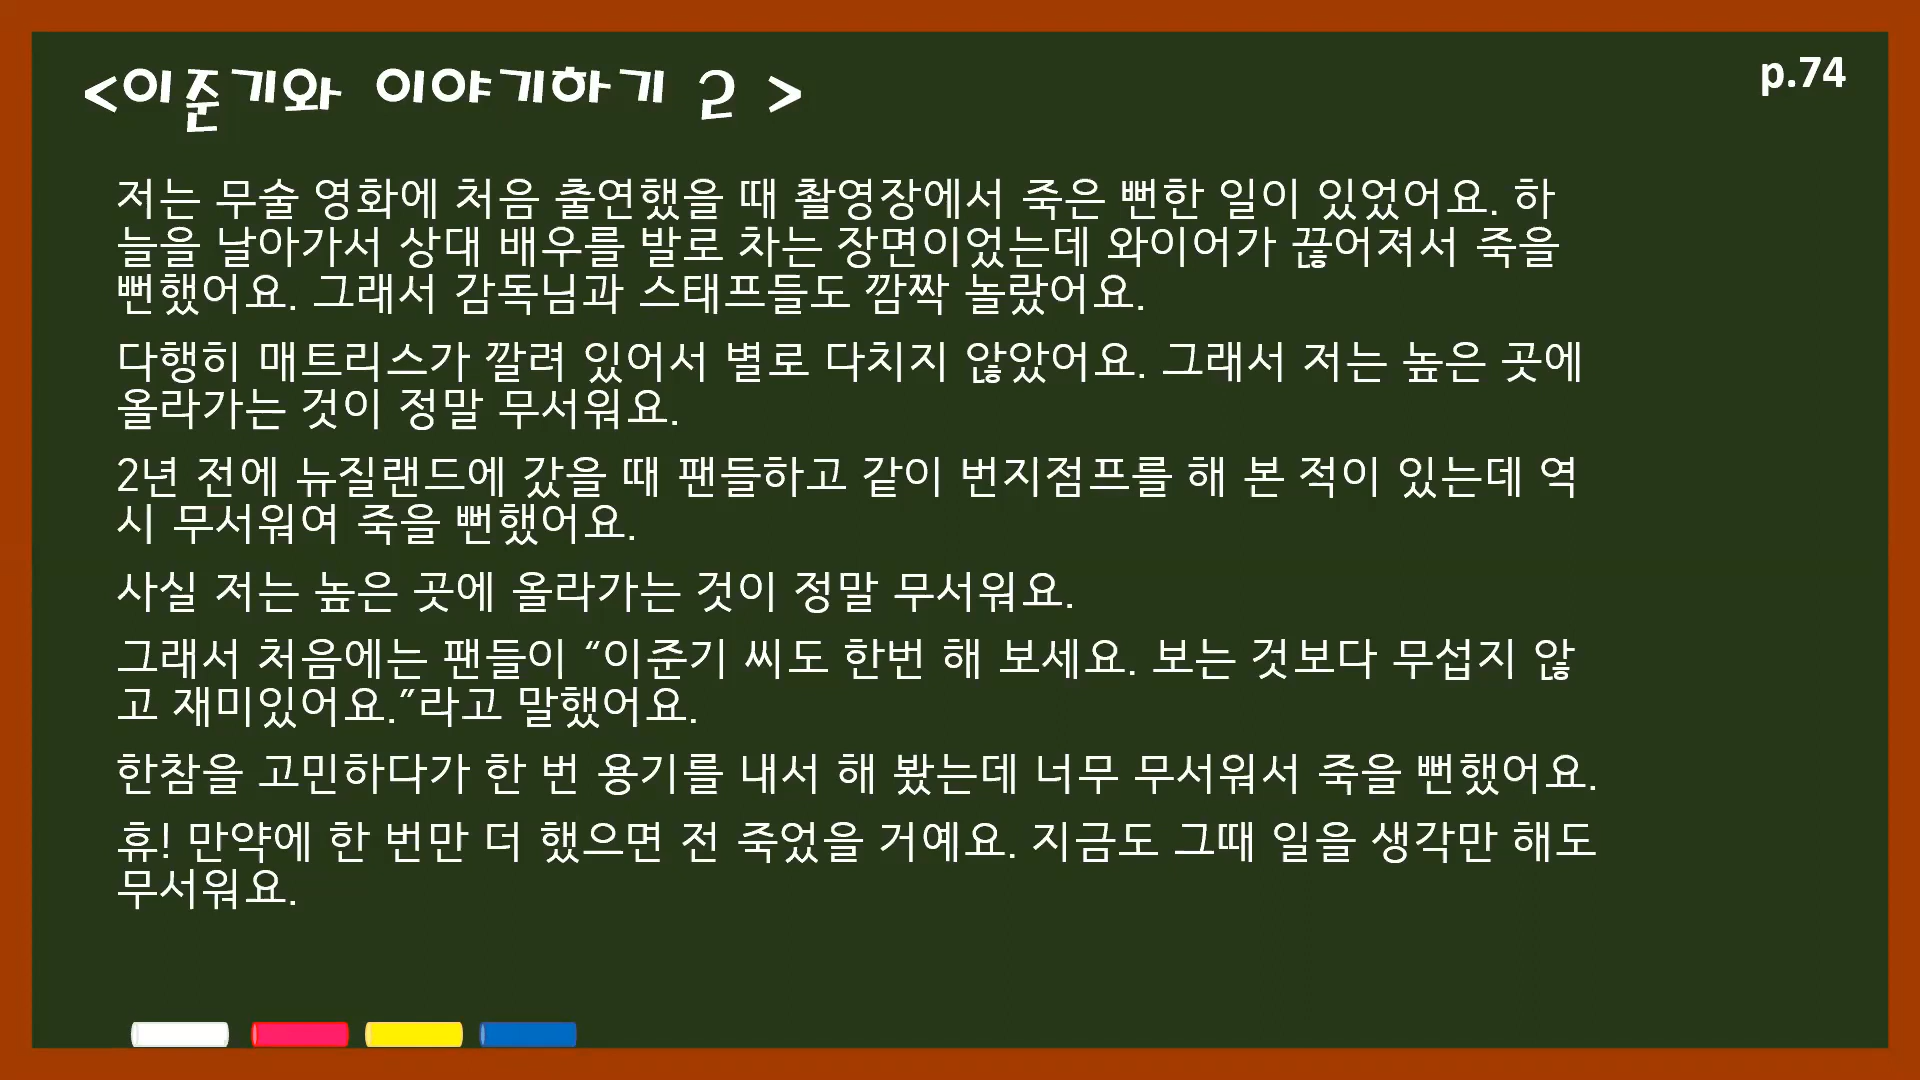 <이준기와 이야기하기 2 >
p.74
저는 무술 영화에 처음 출연했을 때 촬영장에서 죽은 뻔한 일이 있었어요. 하
늘을 날아가서 상대 배우를 발로 차는 장면이었는데 와이어가 끊어져서 죽을
뻔했어요. 그래서 감독님과 스태프들도 깜짝 놀랐어요.
다행히 매트리스가 깔려 있어서 별로 다치지 않았어요. 그래서 저는 높은 곳에
올라가는 것이 정말 무서워요.
2년 전에 뉴질랜드에 갔을 때 팬들하고 같이 번지점프를 해 본 적이 있는데 역
시 무서워여 죽을 뻔했어요.
사실 저는 높은 곳에 올라가는 것이 정말 무서워요.
그래서 처음에는 팬들이 “이준기 씨도 한번 해 보세요. 보는 것보다 무섭지 않
고 재미있어요.”라고 말했어요.
한참을 고민하다가 한 번 용기를 내서 해 봤는데 너무 무서워서 죽을 뻔했어요.
휴! 만약에 한 번만 더 했으면 전 죽었을 거예요. 지금도 그때 일을 생각만 해도
무서워요.